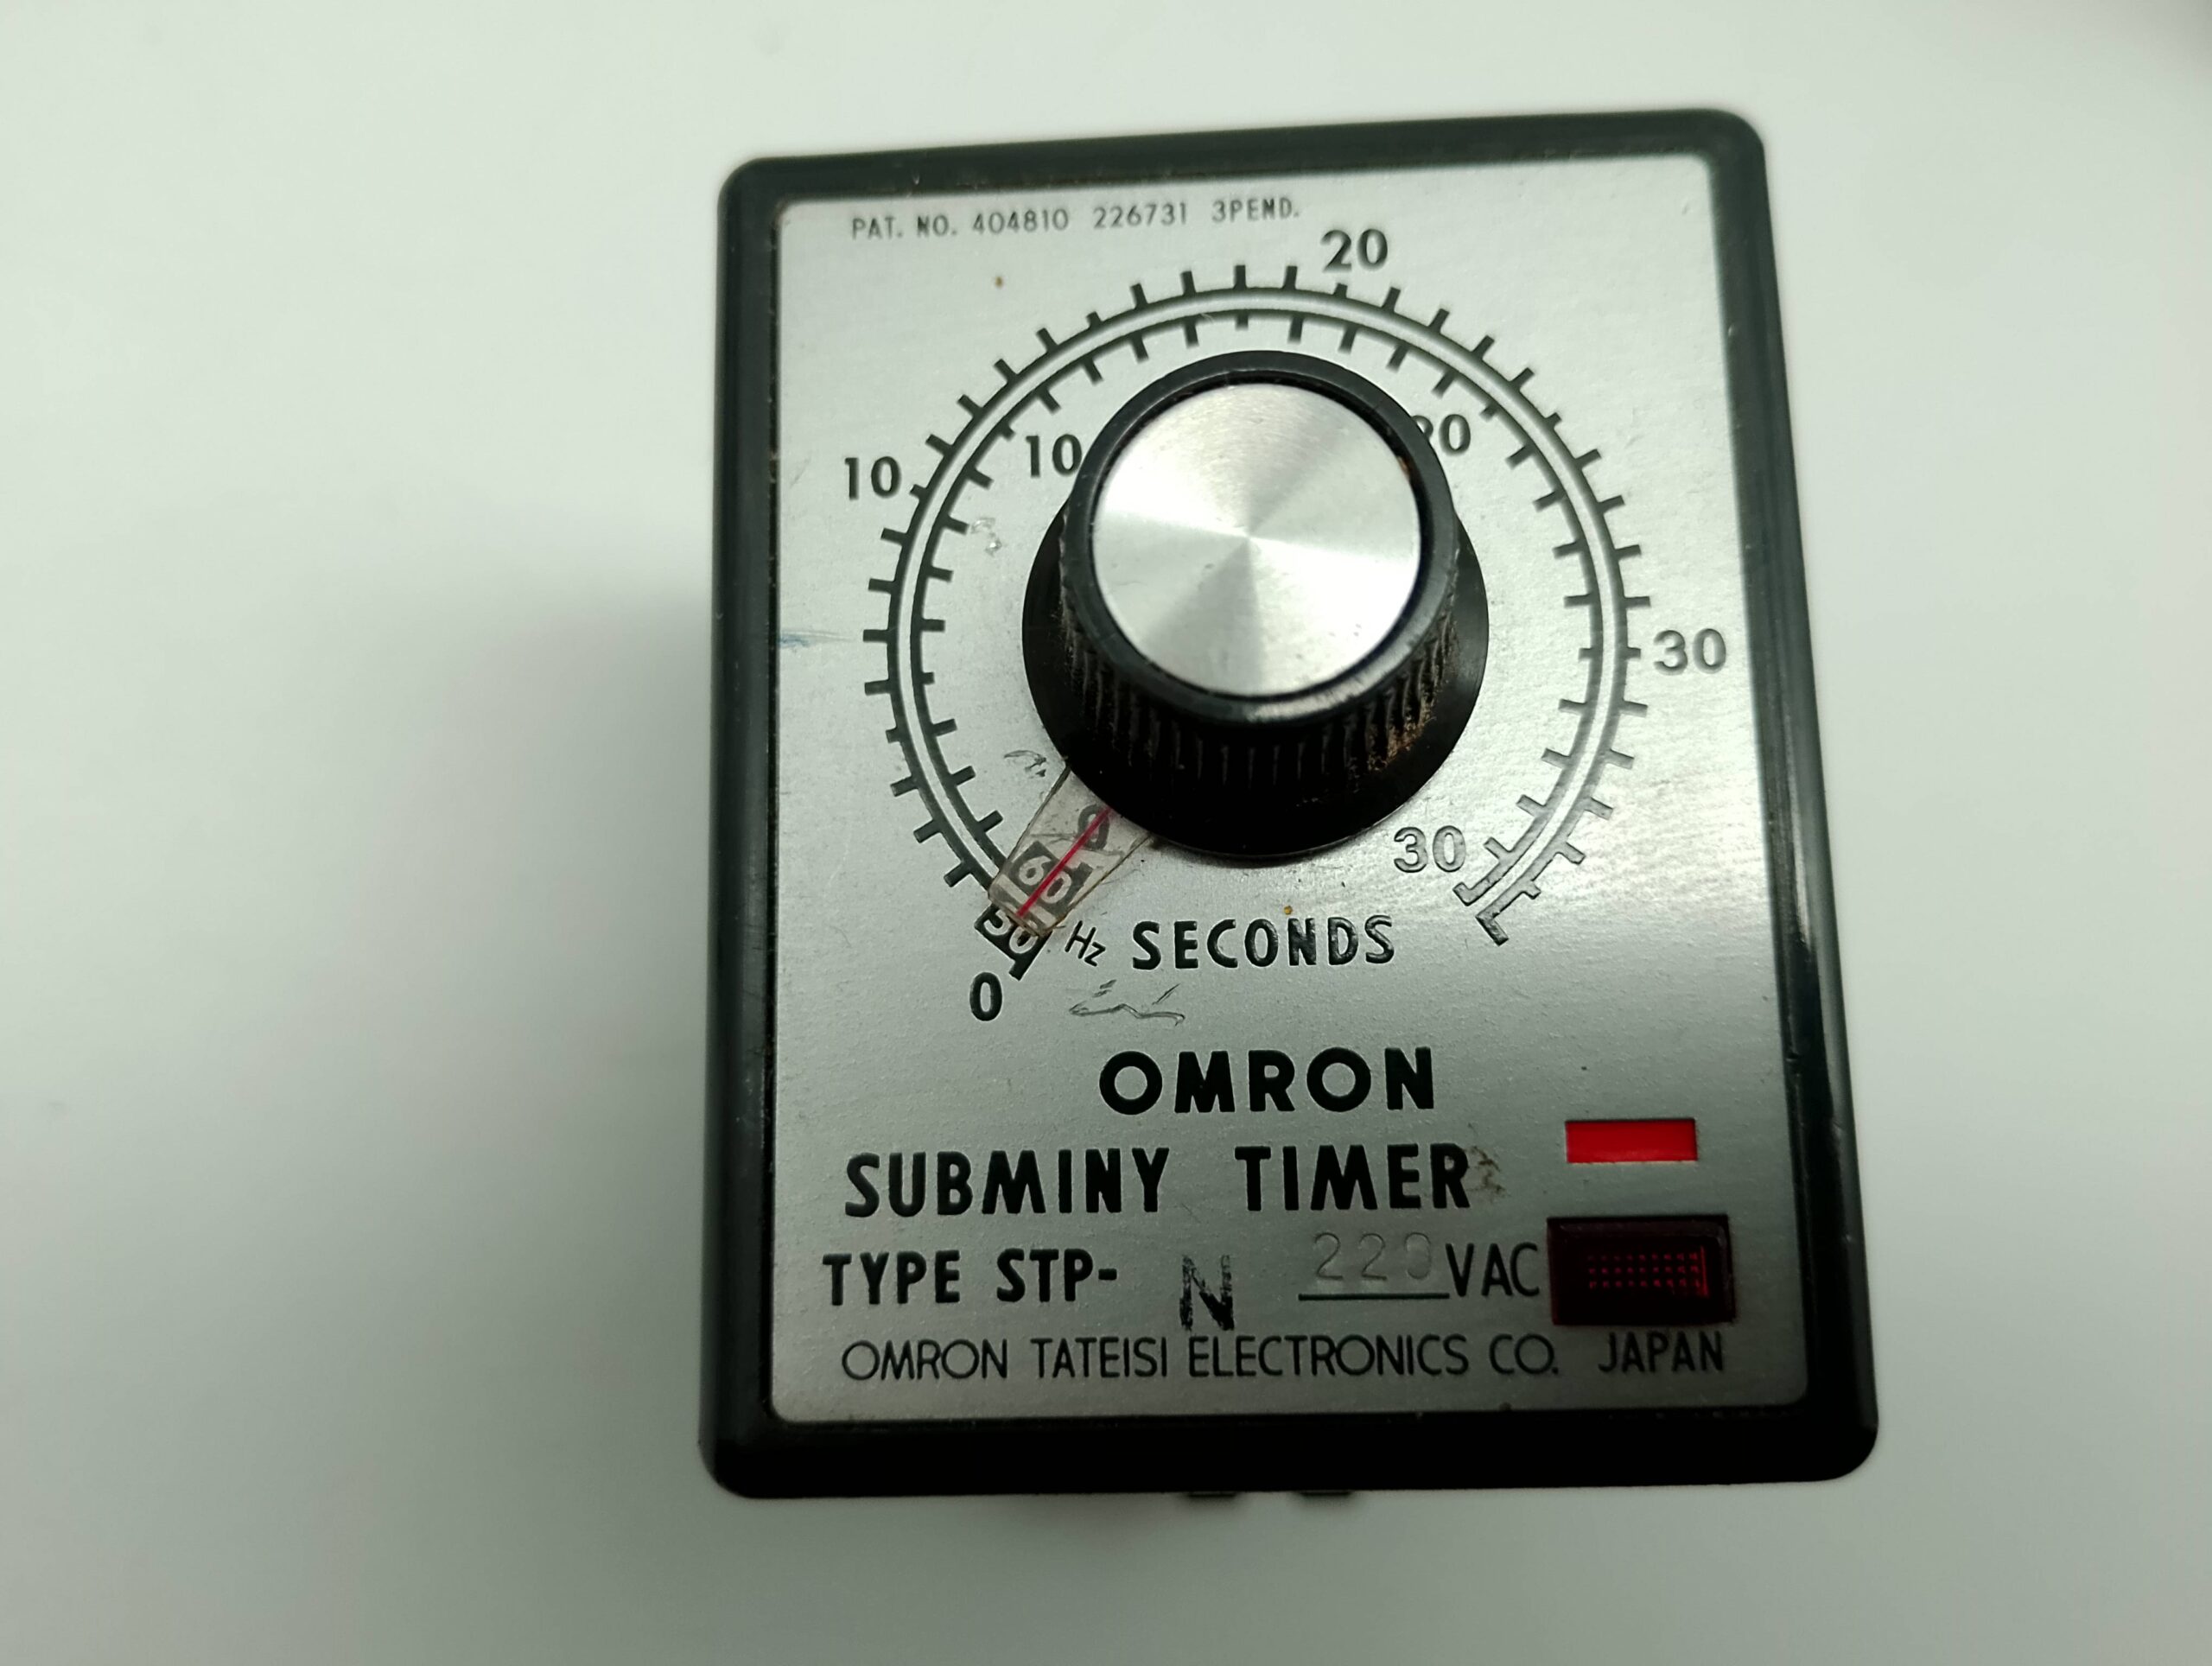 PAT. NO. 404810 226731 3PEND.
20
10
10
20
30
30
0
60
50 Hz SECONDS
0
OMRON
SUBMINY TIMER
TYPE STP- N 220 VAC
OMRON TATEISI ELECTRONICS CO. JAPAN